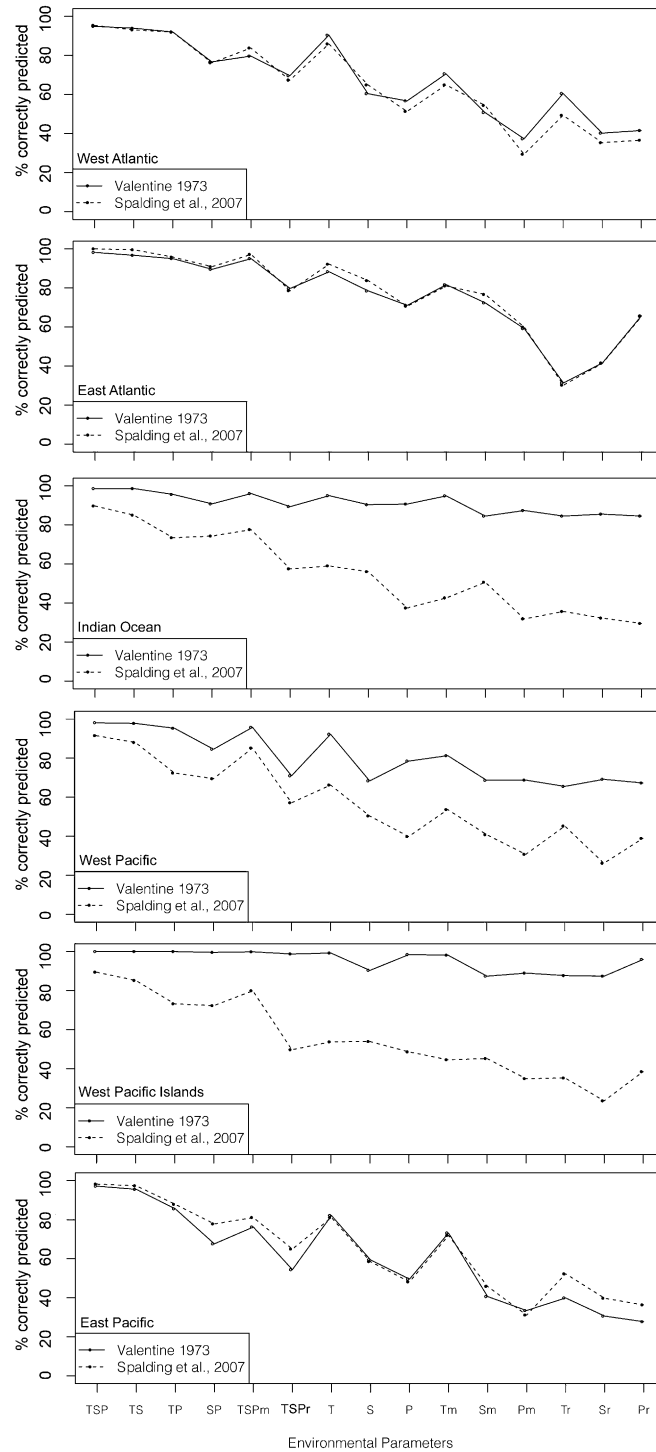 % correctly predicted
100
80
60
40
20
0
West Atlantic
Valentine 1973
Spalding et al., 2007
% correctly predicted
100
80
60
40
20
0
East Atlantic
Valentine 1973
Spalding et al., 2007
% correctly predicted
100
80
60
40
20
0
Indian Ocean
Valentine 1973
Spalding et al., 2007
% correctly predicted
100
80
60
40
20
0
West Pacific
Valentine 1973
Spalding et al., 2007
% correctly predicted
100
80
60
40
20
0
West Pacific Islands
Valentine 1973
Spalding et al., 2007
% correctly predicted
100
80
60
40
20
0
East Pacific
Valentine 1973
Spalding et al., 2007
TSP TS TP SP TSPm TSPr T S P Tm Sm Pm Tr Sr Pr
Environmental Parameters